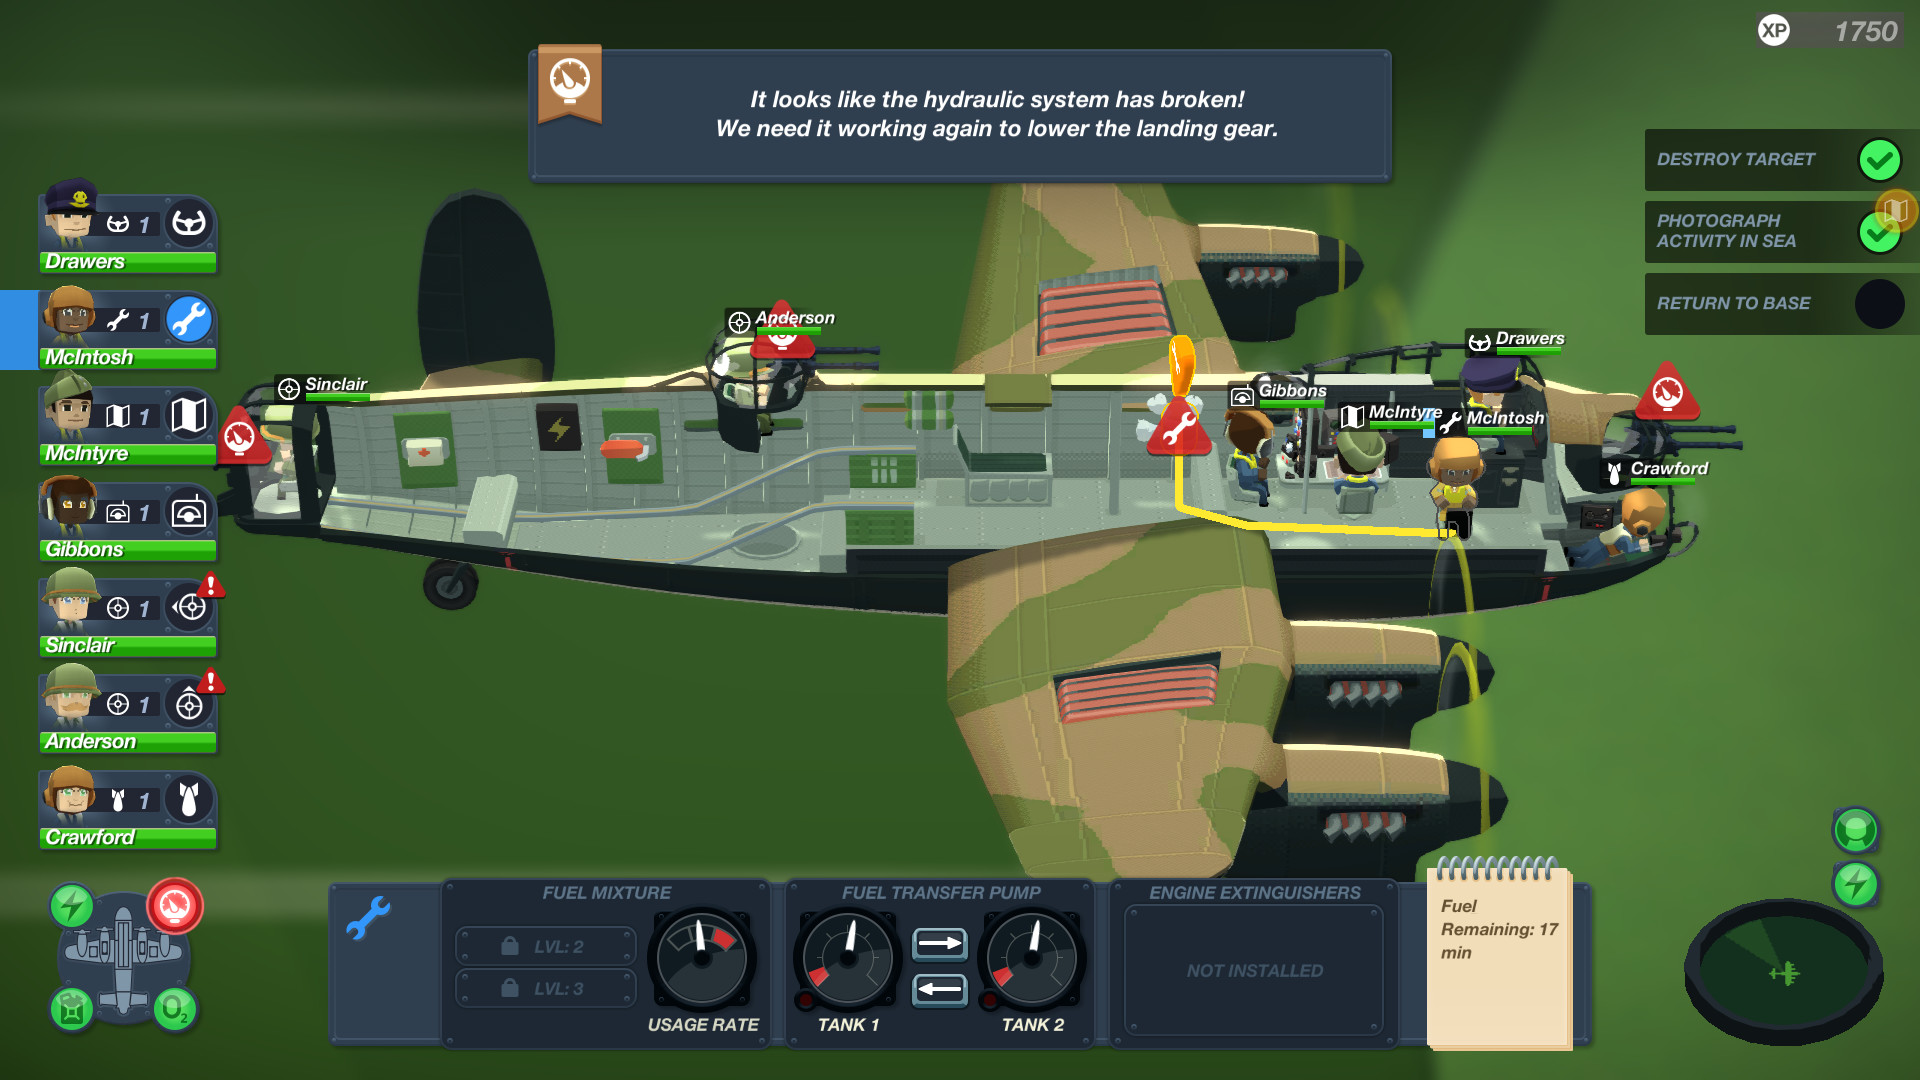 XP 1750
It looks like the hydraulic system has broken!
We need it working again to lower the landing gear.
DESTROY TARGET
PHOTOGRAPH
ACTIVITY IN SEA
RETURN TO BASE
1
Drawers
1
McIntosh
1
McIntyre
1
Gibbons
1
Sinclair
1
Anderson
1
Crawford
Sinclair
Anderson
Gibbons
McIntyre
Drawers
McIntosh
Crawford
O2
FUEL MIXTURE
LVL: 2
LVL: 3
USAGE RATE
FUEL TRANSFER PUMP
TANK 1
TANK 2
ENGINE EXTINGUISHERS
NOT INSTALLED
Fuel
Remaining: 17
min